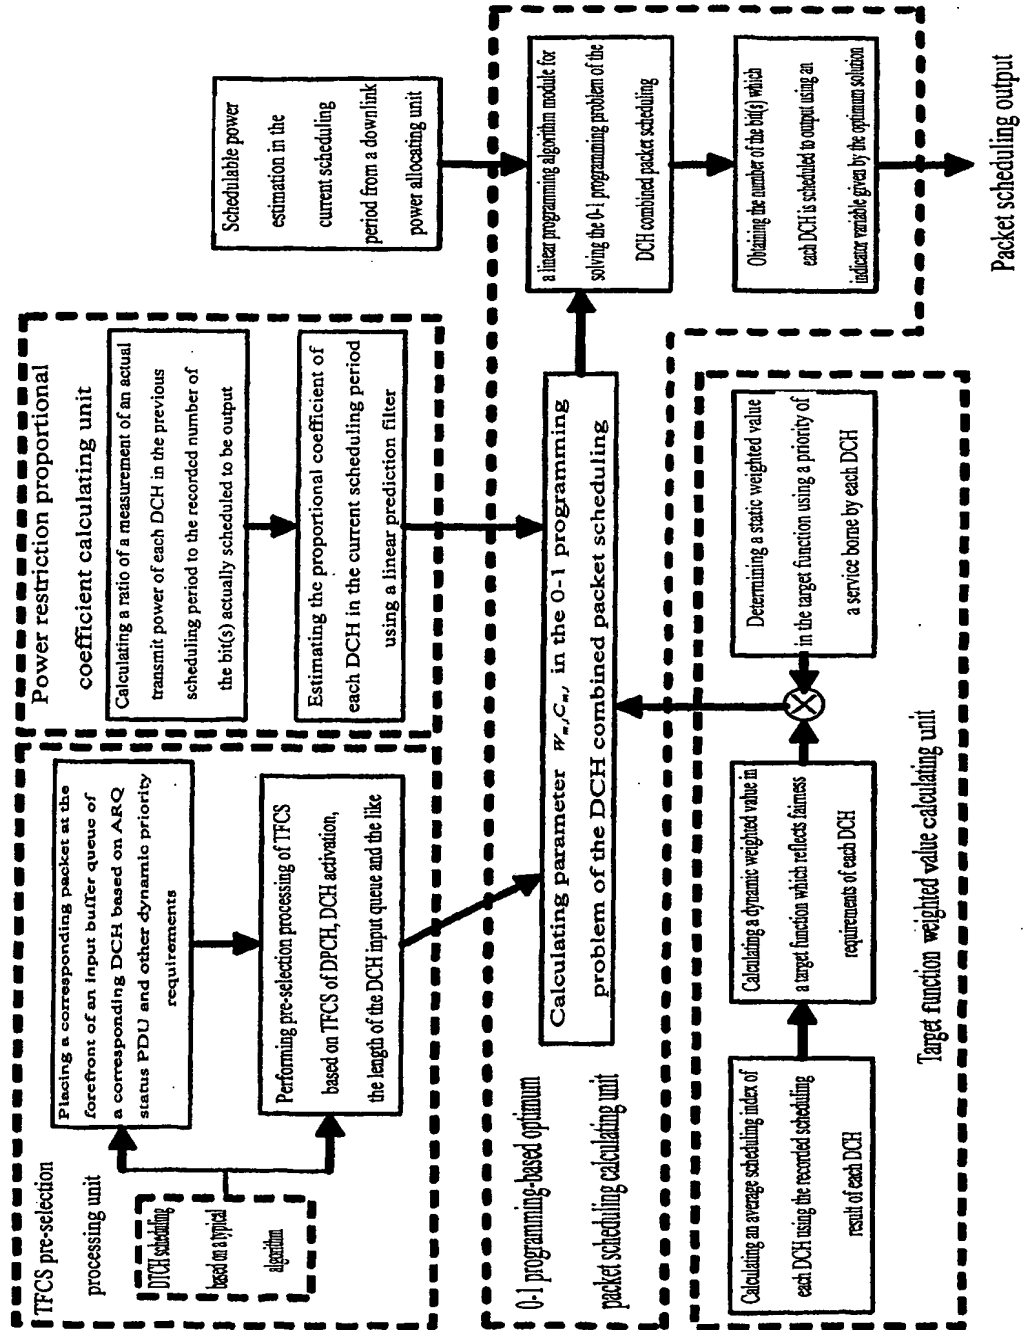 TFCS pre-selection
processing unit
DTCH scheduling
based on a typical
algorithm
Placing a corresponding packet at the
forefront of an input buffer queue of
a corresponding DCH based on ARQ
status PDU and other dynamic priority
requirements
Performing pre-selection processing of TFCS
based on TFCS of DPCH, DCH activation,
the length of the DCH input queue and the like
Power restriction proportional
coefficient calculating unit
Calculating a ratio of a measurement of an actual
transmit power of each DCH in the previous
scheduling period to the recorded number of
the bit(s) actually scheduled to be output
Estimating the proportional coefficient of
each DCH in the current scheduling period
using a linear prediction filter
Schedulable power
estimation in the
current scheduling
period from a downlink
power allocating unit
0-1 programming-based optimum
packet scheduling calculating unit
Calculating parameter Wₘ,Cₘ, in the 0-1 programming
problem of the DCH combined packet scheduling
a linear programming algorithm module for
solving the 0-1 programming problem of the
DCH combined packet scheduling
Obtaining the number of the bit(s) which
each DCH is scheduled to output using an
indicator variable given by the optimum solution
Packet scheduling output
Calculating an average scheduling index of
each DCH using the recorded scheduling
result of each DCH
Calculating a dynamic weighted value in
a target function which reflects fairness
requirements of each DCH
Determining a static weighted value
in the target function using a priority of
a service borne by each DCH
Target function weighted value calculating unit